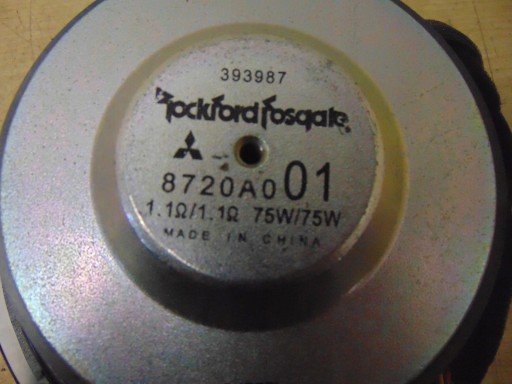 393987
Rockford Fosgate
8720A001
1.1Ω/1.1Ω 75W/75W
MADE IN CHINA